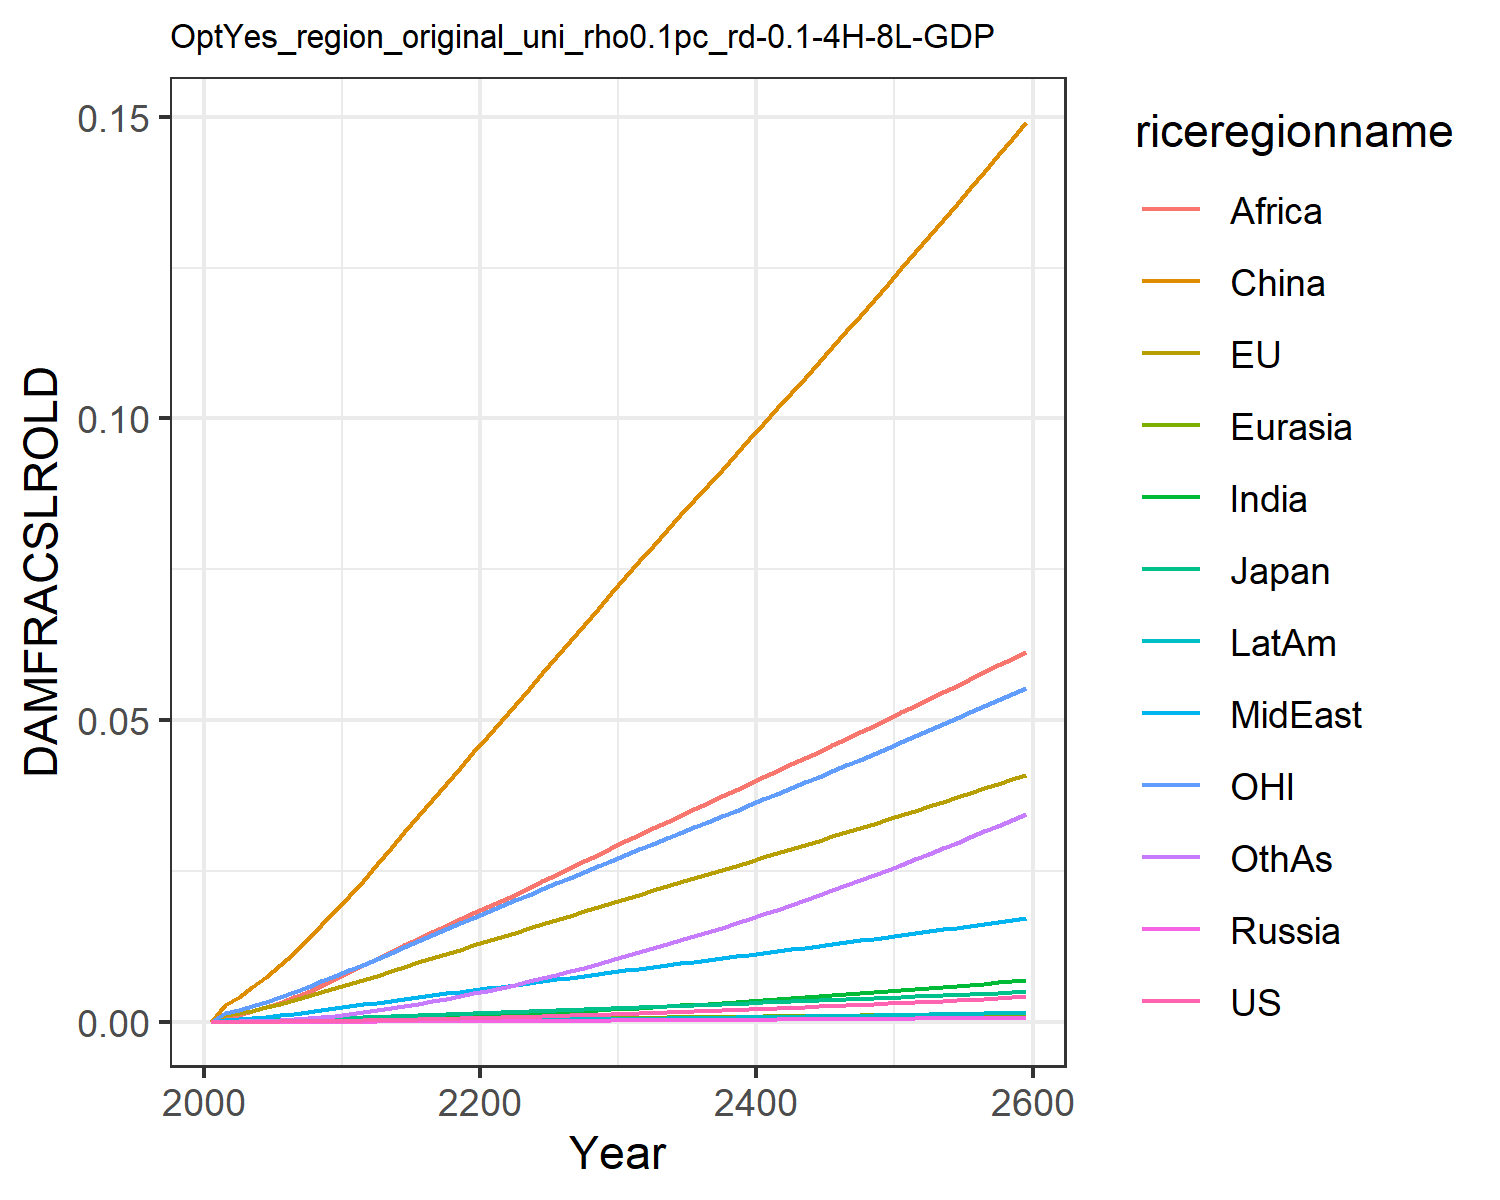 OptYes_region_original_uni_rho0.1pc_rd-0.1-4H-8L-GDP
DAMFRACSLROLD
0.15
0.10
0.05
0.00
2000
2200
2400
2600
Year
riceregionname
Africa
China
EU
Eurasia
India
Japan
LatAm
MidEast
OHI
OthAs
Russia
US